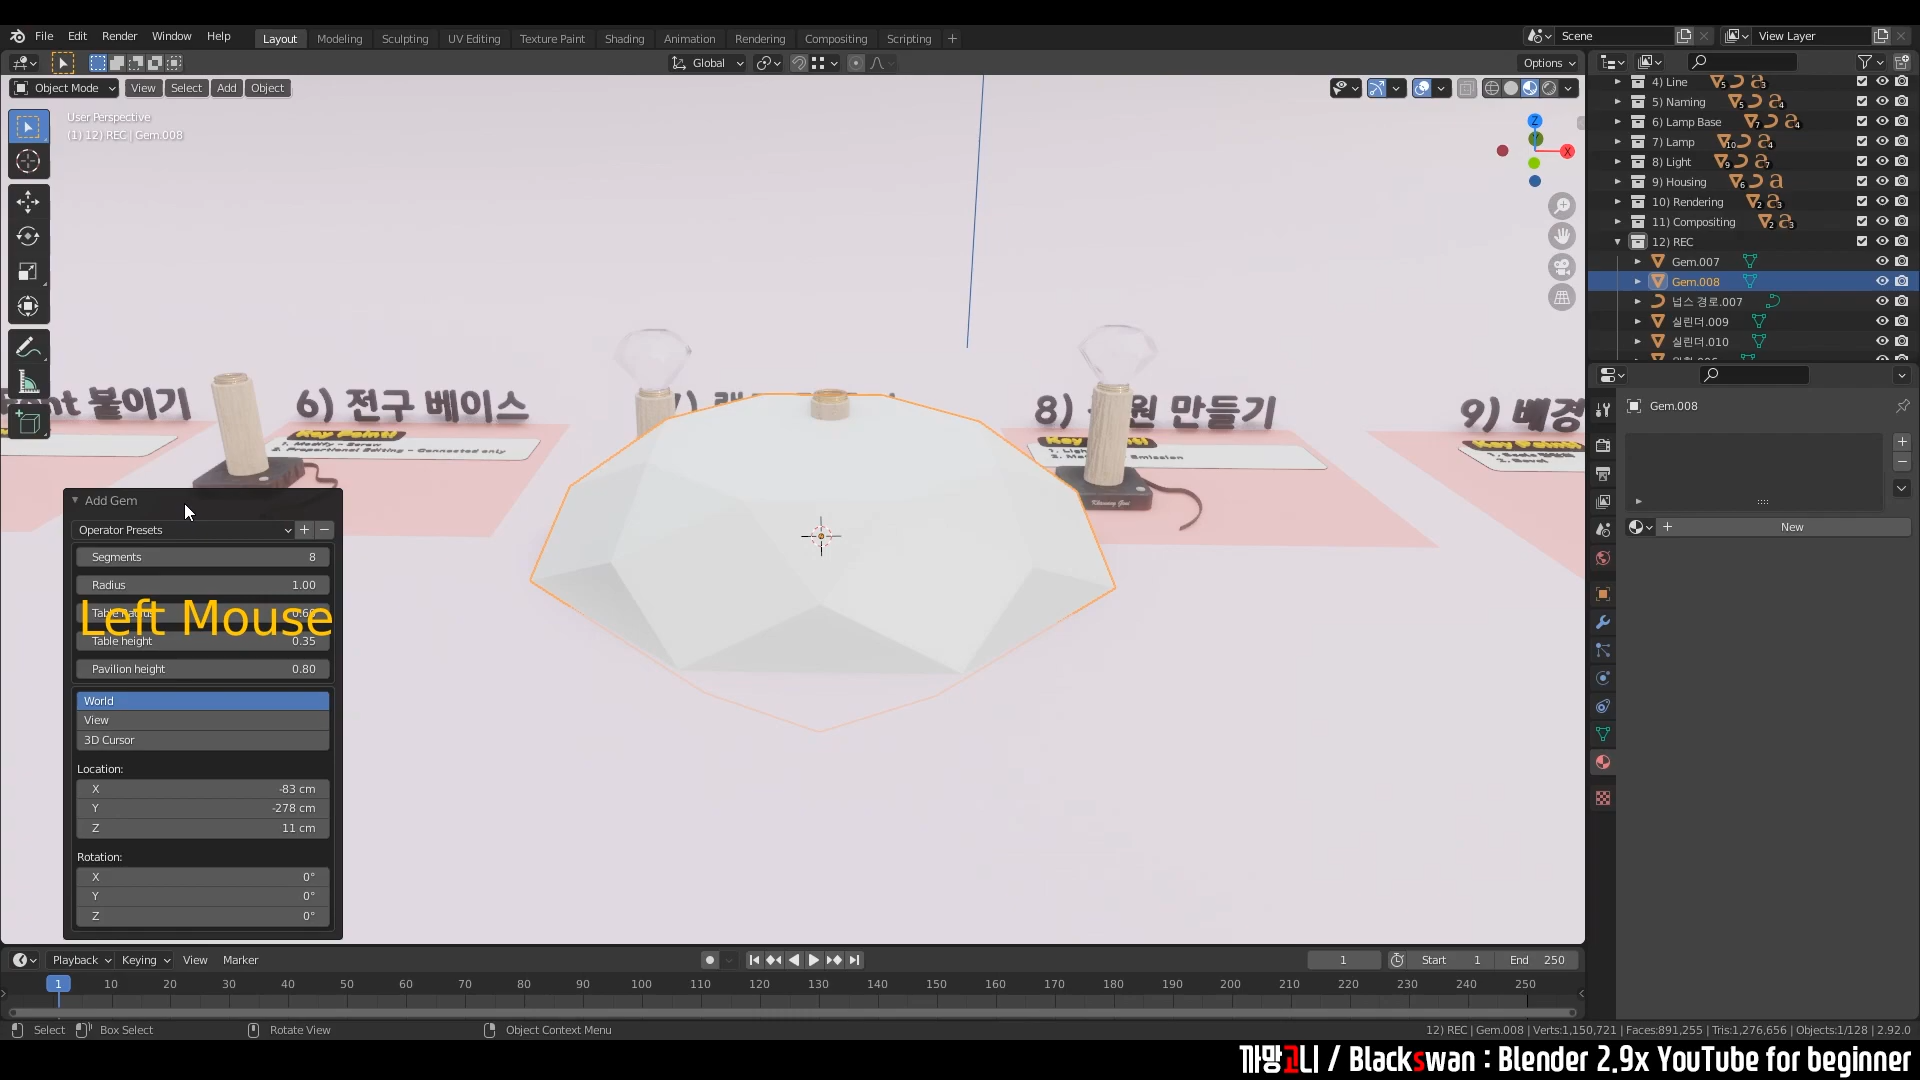 File Edit Render Window Help
Layout Modeling Sculpting UV Editing Texture Paint Shading Animation Rendering Compositing Scripting +
Scene
View Layer
Global
Options
Object Mode View Select Add Object
User Perspective
(1) 12) REC | Gem.008
Z
X
4) Line
5) Naming
6) Lamp Base
7) Lamp
8) Light
9) Housing
10) Rendering
11) Compositing
12) REC
Gem.007
Gem.008
넙스 경로.007
실린더.009
실린더.010
Gem.008
New
붙이기
6) 전구 베이스
8)
만들기
9) 배경
Key Point!
Add Gem
Operator Presets
Segments 8
Radius 1.00
Left Mouse
Table height 0.35
Pavilion height 0.80
World
View
3D Cursor
Location:
X -83 cm
Y -278 cm
Z 11 cm
Rotation:
X 0°
Y 0°
Z 0°
Playback Keying View Marker
1
Start 1
End 250
1 10 20 30 40 50 60 70 80 90 100 110 120 130 140 150 160 170 180 190 200 210 220 230 240 250
Select Box Select Rotate View Object Context Menu
12) REC | Gem.008 | Verts:1,150,721 | Faces:891,255 | Tris:1,276,656 | Objects:1/128 | 2.92.0
까망고니 / Blackswan : Blender 2.9x YouTube for beginner